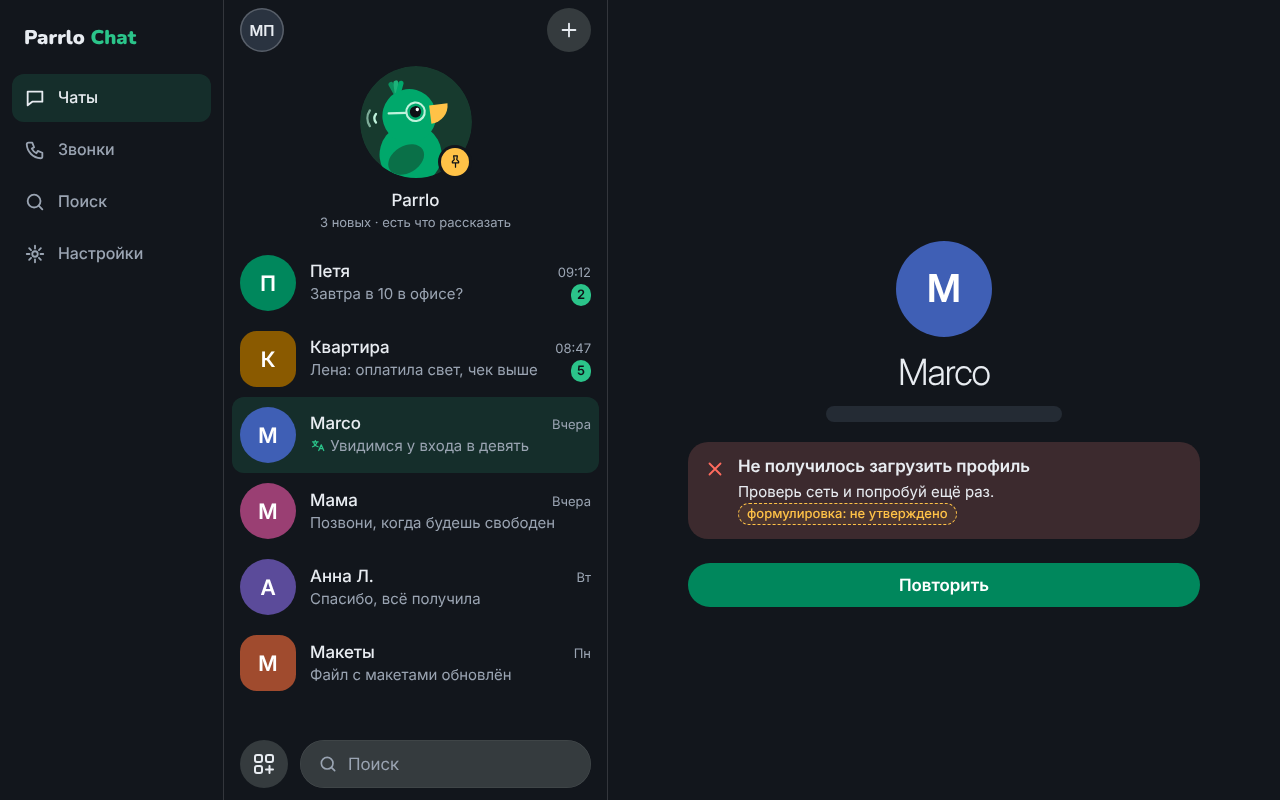 Parrlo Chat
Чаты
Звонки
Поиск
Настройки
МП
Parrlo
3 новых · есть что рассказать
П
Петя
09:12
Завтра в 10 в офисе?
2
К
Квартира
08:47
Лена: оплатила свет, чек выше
5
M
Marco
Вчера
Увидимся у входа в девять
М
Мама
Вчера
Позвони, когда будешь свободен
А
Анна Л.
Вт
Спасибо, всё получила
М
Макеты
Пн
Файл с макетами обновлён
Поиск
M
Marco
Не получилось загрузить профиль
Проверь сеть и попробуй ещё раз.
формулировка: не утверждено
Повторить